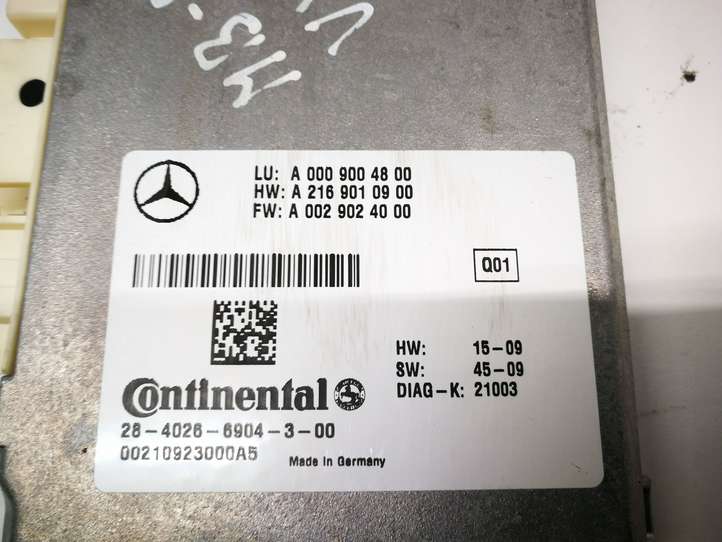 MB
LU: A 000 900 48 00
HW: A 216 901 09 00
FW: A 002 902 40 00
Q01
HW: 15-09
SW: 45-09
DIAG-K: 21003
Continental
28-4026-6904-3-00
00210923000A5
Made in Germany